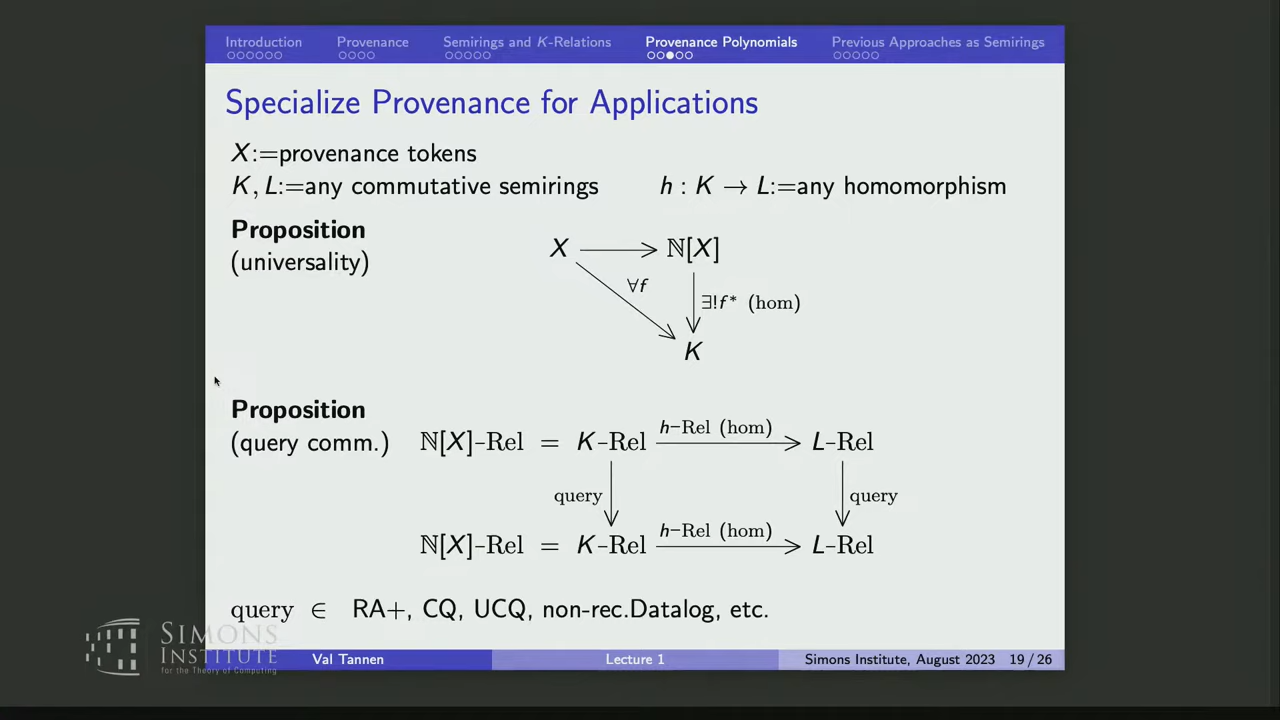 Introduction Provenance Semirings and K-Relations Provenance Polynomials Previous Approaches as Semirings
Specialize Provenance for Applications
X:=provenance tokens
K, L:=any commutative semirings h : K → L:=any homomorphism
Proposition
(universality)
X ℕ[X]
∀f
∃!f* (hom)
K
Proposition
(query comm.) ℕ[X]-Rel = K-Rel h-Rel (hom) L-Rel
query query
ℕ[X]-Rel = K-Rel h-Rel (hom) L-Rel
query ∈ RA+, CQ, UCQ, non-rec.Datalog, etc.
SIMONS
INSTITUTE
for the Theory of Computing
Val Tannen Lecture 1 Simons Institute, August 2023 19 / 26